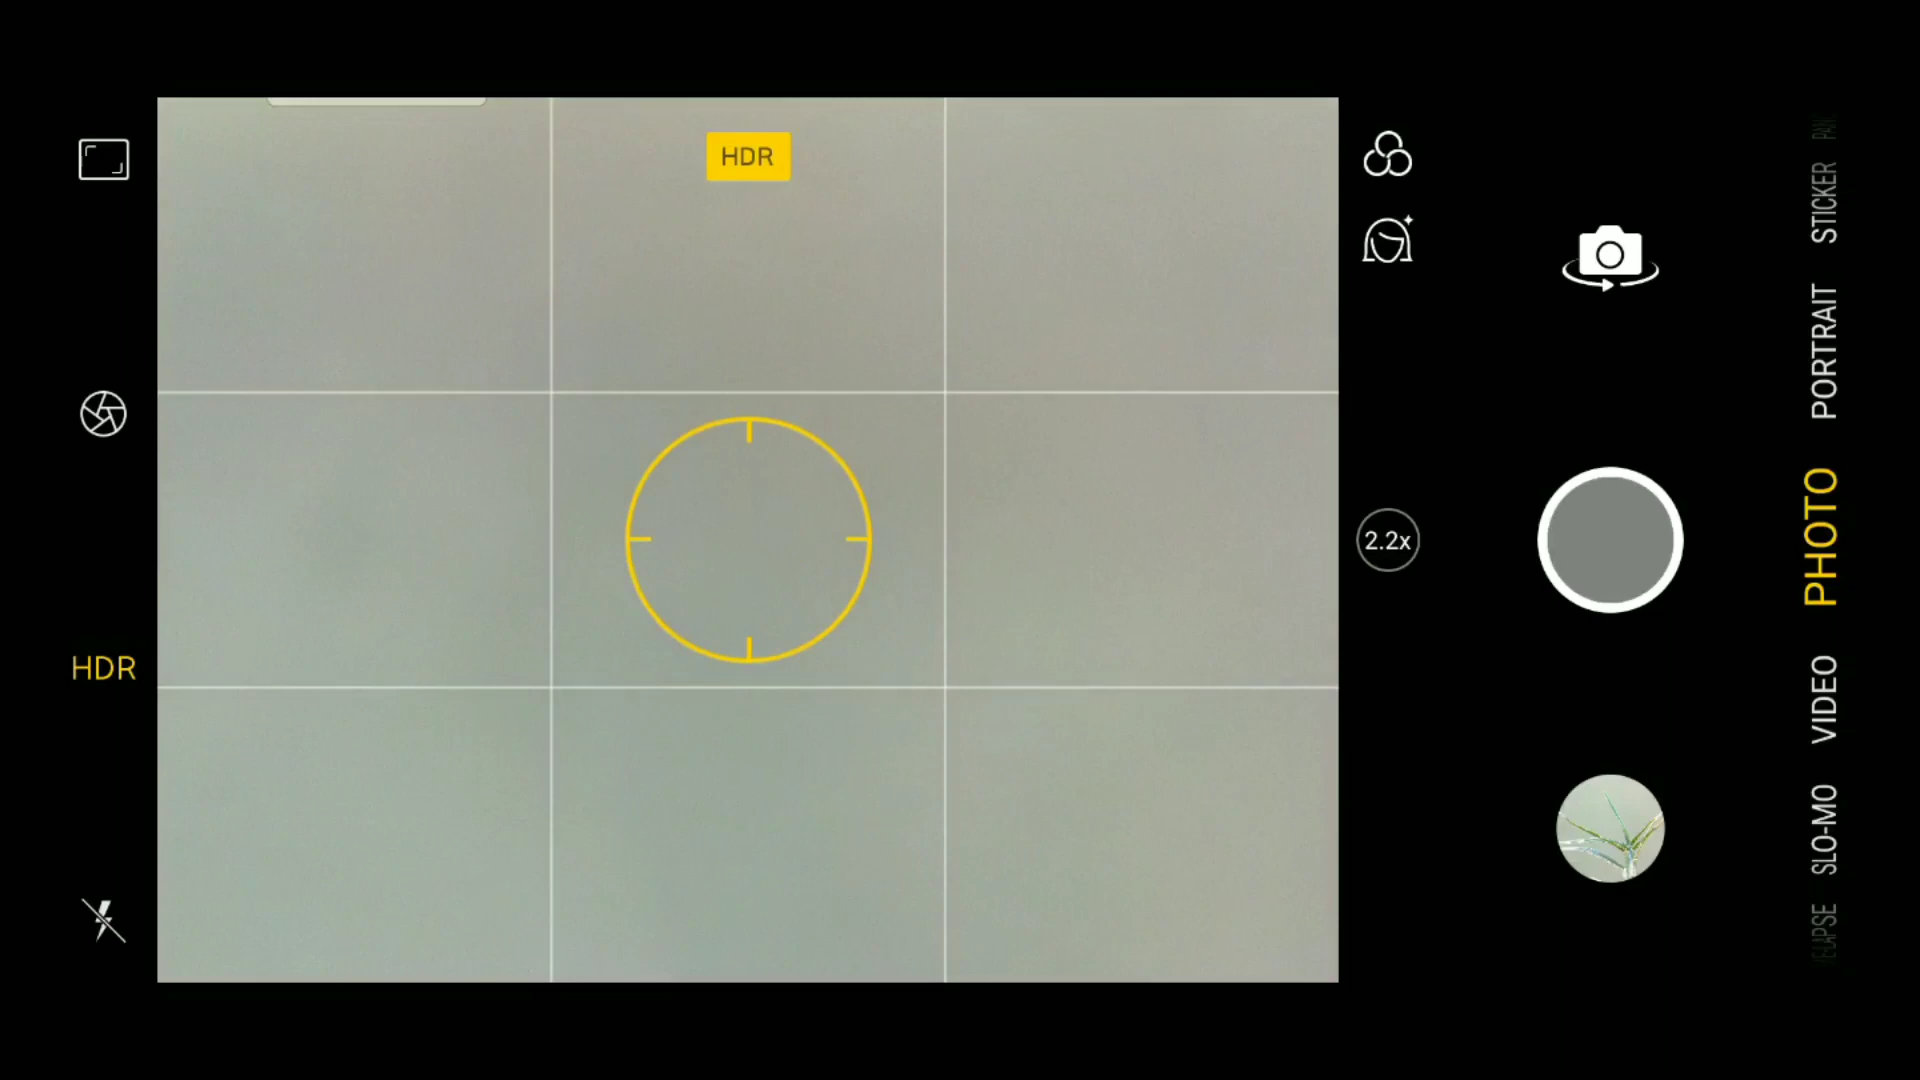 HDR
HDR
2.2x
STICKER
PORTRAIT
PHOTO
VIDEO
SLO-MO